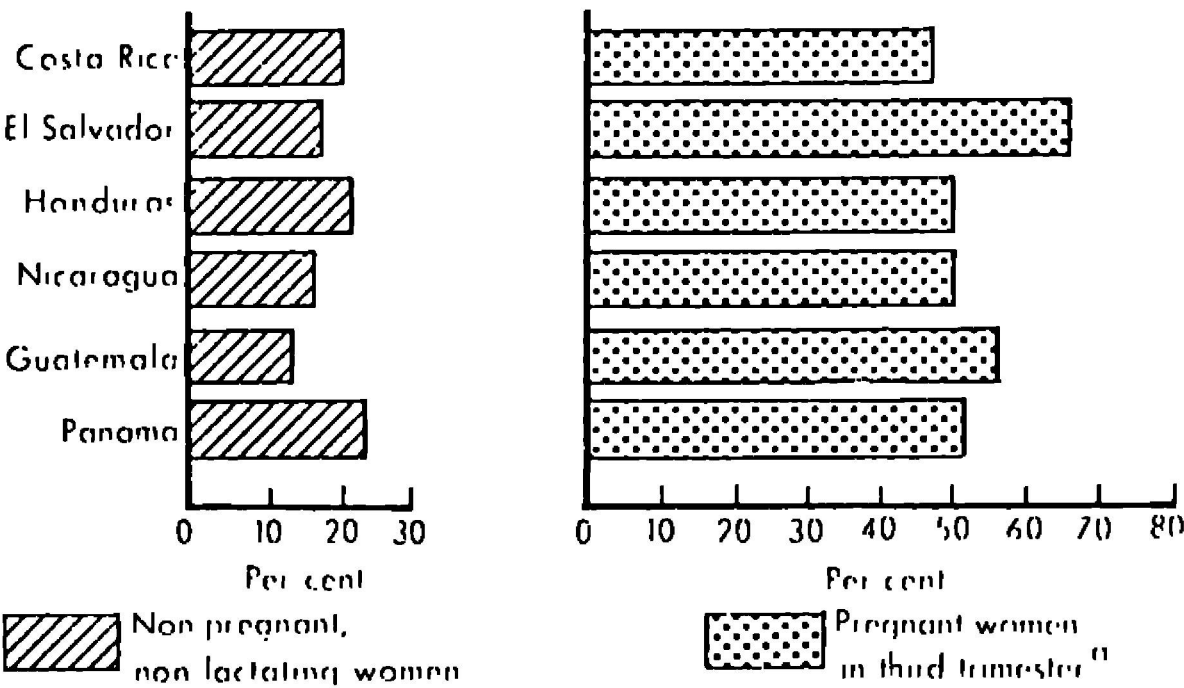 Costa Rica
El Salvador
Honduras
Nicaragua
Guatemala
Panama
0 10 20 30
0 10 20 30 40 50 60 70 80
Per cent
Per cent
Non pregnant,
non lactating women
Pregnant women
in third trimester a